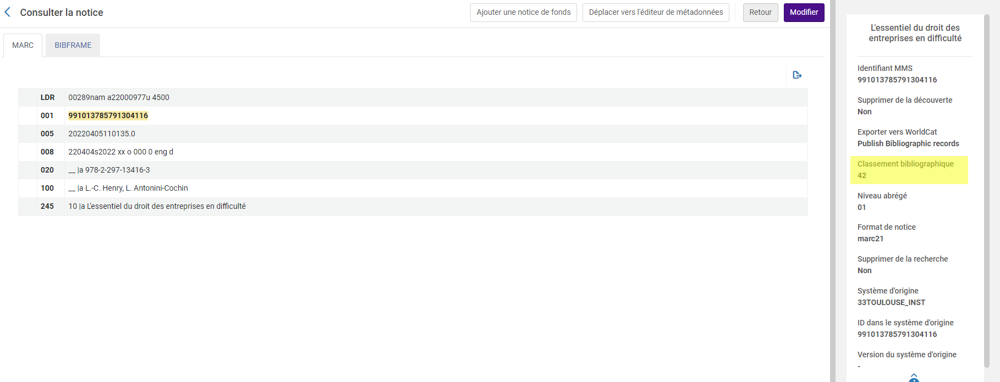 Consulter la notice
Ajouter une notice de fonds
Déplacer vers l'éditeur de métadonnées
Retour
Modifier
MARC
BIBFRAME
LDR 00289nam a22000977u 4500
001 991013785791304116
005 20220405110135.0
008 220404s2022 xx o 000 0 eng d
020 __ |a 978-2-297-13416-3
100 __ |a L.-C. Henry, L. Antonini-Cochin
245 10 |a L'essentiel du droit des entreprises en difficulté
L'essentiel du droit des
entreprises en difficulté
Identifiant MMS
991013785791304116
Supprimer de la découverte
Non
Exporter vers WorldCat
Publish Bibliographic records
Classement bibliographique
42
Niveau abrégé
01
Format de notice
marc21
Supprimer de la recherche
Non
Système d'origine
33TOULOUSE_INST
ID dans le système d'origine
991013785791304116
Version du système d'origine
-